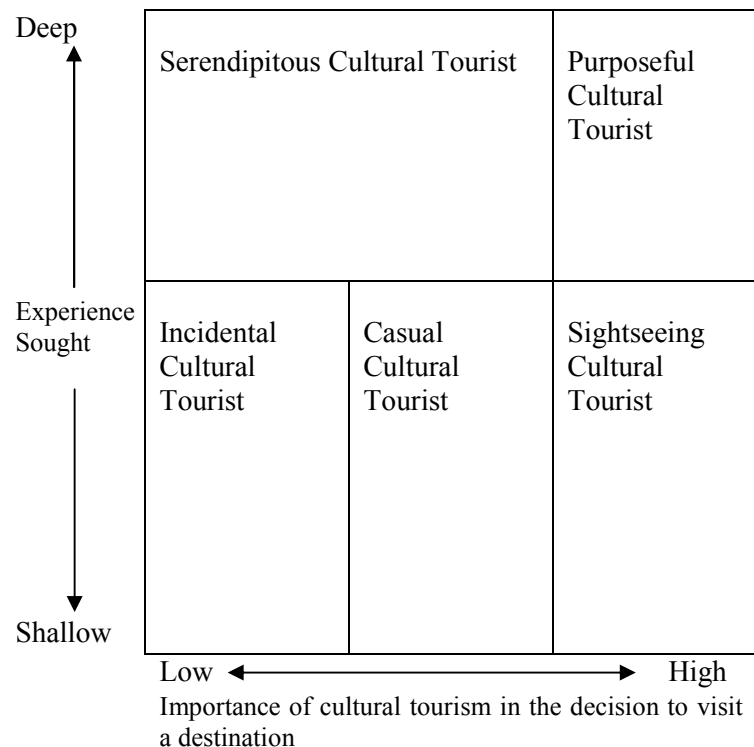 Deep
Serendipitous Cultural Tourist
Purposeful
Cultural
Tourist
Experience
Sought
Incidental
Cultural
Tourist
Casual
Cultural
Tourist
Sightseeing
Cultural
Tourist
Shallow
Low
High
Importance of cultural tourism in the decision to visit
a destination